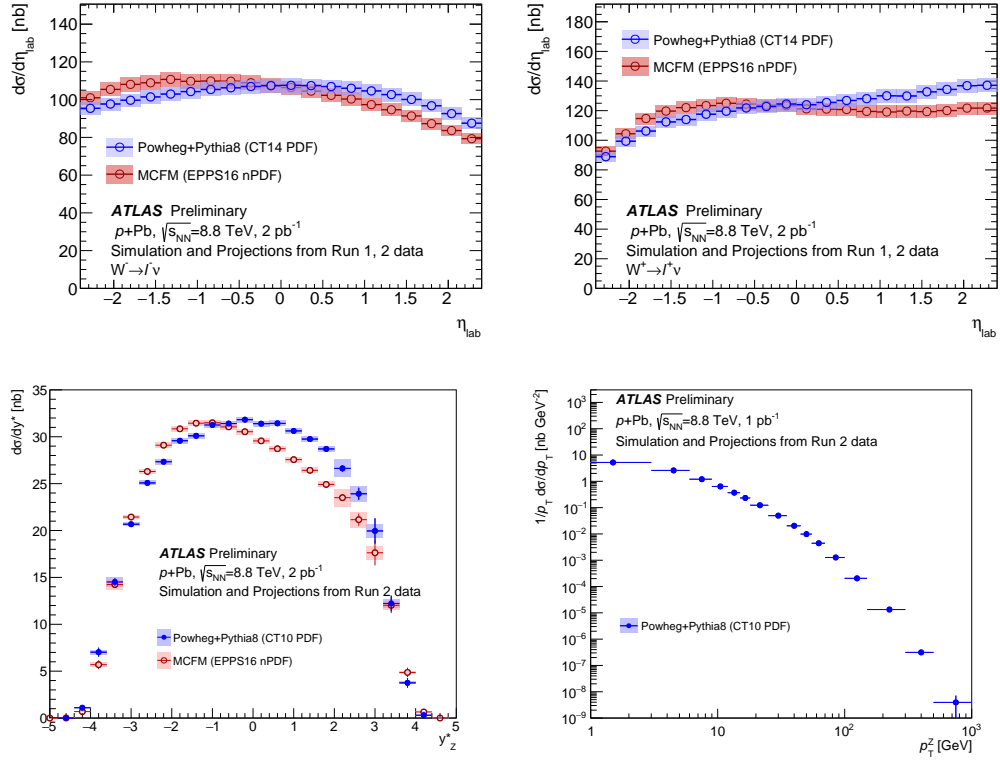 dσ/dη_lab [nb]
140
120
100
80
60
40
20
0
Powheg+Pythia8 (CT14 PDF)
MCFM (EPPS16 nPDF)
ATLAS Preliminary
p+Pb, √s_NN=8.8 TeV, 2 pb⁻¹
Simulation and Projections from Run 1, 2 data
W⁻→l⁻ν
−2 −1.5 −1 −0.5 0 0.5 1 1.5 2
η_lab
dσ/dη_lab [nb]
180
160
140
120
100
80
60
40
20
0
Powheg+Pythia8 (CT14 PDF)
MCFM (EPPS16 nPDF)
ATLAS Preliminary
p+Pb, √s_NN=8.8 TeV, 2 pb⁻¹
Simulation and Projections from Run 1, 2 data
W⁺→l⁺ν
−2 −1.5 −1 −0.5 0 0.5 1 1.5 2
η_lab
dσ/dy* [nb]
35
30
25
20
15
10
5
0
ATLAS Preliminary
p+Pb, √s_NN=8.8 TeV, 2 pb⁻¹
Simulation and Projections from Run 2 data
Powheg+Pythia8 (CT10 PDF)
MCFM (EPPS16 nPDF)
−5 −4 −3 −2 −1 0 1 2 3 4 5
y*_Z
1/p_T dσ/dp_T [nb GeV⁻²]
10³
10²
10
1
10⁻¹
10⁻²
10⁻³
10⁻⁴
10⁻⁵
10⁻⁶
10⁻⁷
10⁻⁸
10⁻⁹
ATLAS Preliminary
p+Pb, √s_NN=8.8 TeV, 1 pb⁻¹
Simulation and Projections from Run 2 data
Powheg+Pythia8 (CT10 PDF)
1 10 10² 10³
p_T^Z [GeV]